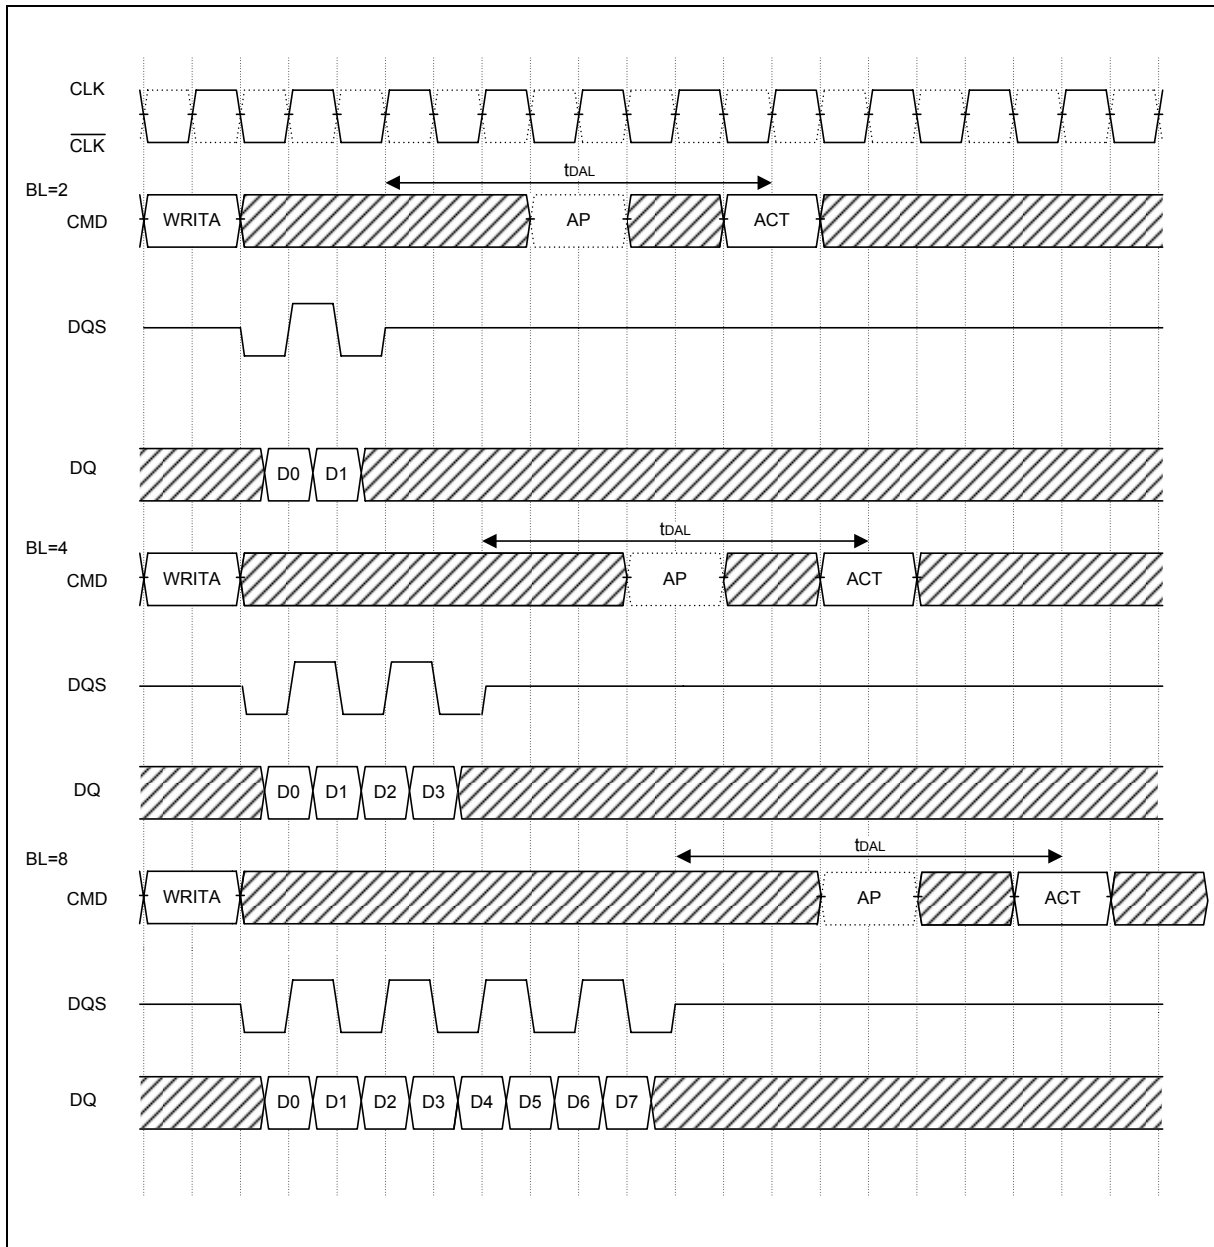 CLK
CLK
tDAL
BL=2
CMD WRITA AP ACT
DQS
DQ D0 D1
tDAL
BL=4
CMD WRITA AP ACT
DQS
DQ D0 D1 D2 D3
tDAL
BL=8
CMD WRITA AP ACT
DQS
DQ D0 D1 D2 D3 D4 D5 D6 D7